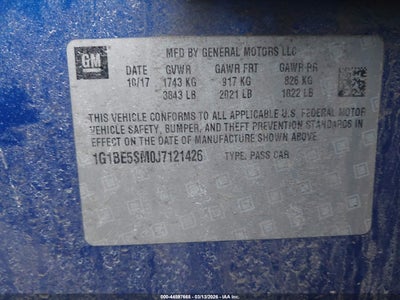 MFD BY GENERAL MOTORS LLC
GM
10/17 GVWR GAWR FRT GAWR RR
1743 KG 917 KG 826 KG
3843 LB 2021 LB 1822 LB
THIS VEHICLE CONFORMS TO ALL APPLICABLE U.S. FEDERAL MOTOR
VEHICLE SAFETY, BUMPER, AND THEFT PREVENTION STANDARDS IN
EFFECT ON THE DATE OF MANUFACTURE SHOWN ABOVE.
1G1BE5SM0J7121426 TYPE: PASS CAR
000-44597668 - 03/13/2026 - IAA Inc.